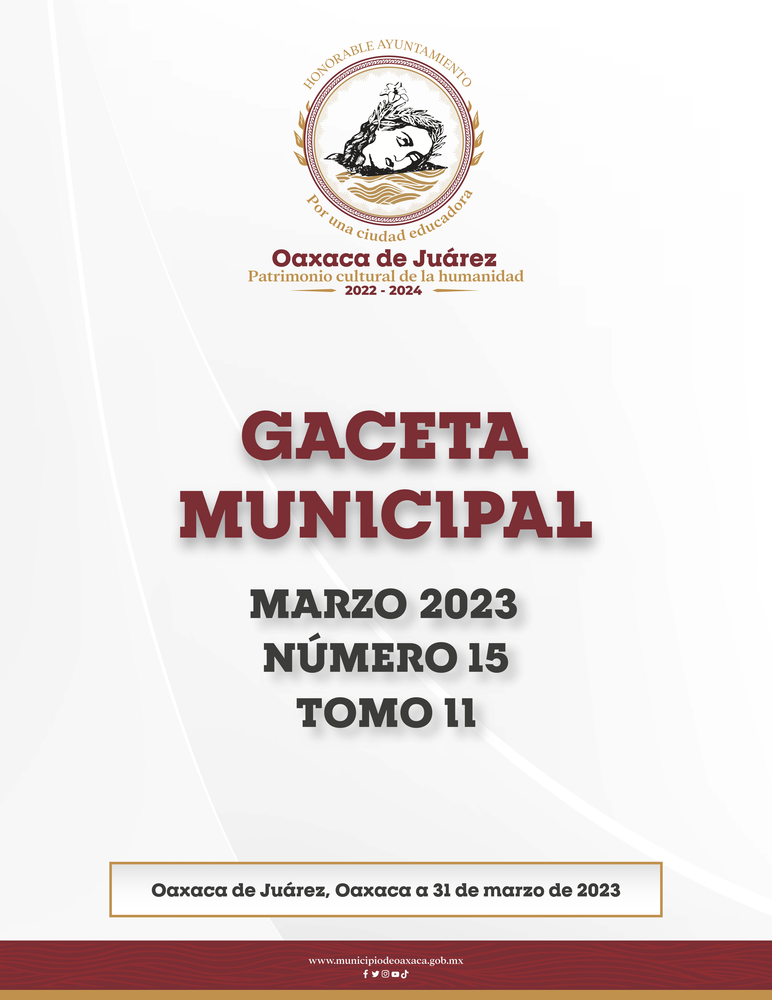 HONORABLE AYUNTAMIENTO
Por una ciudad educadora
Oaxaca de Juárez
Patrimonio cultural de la humanidad
2022 - 2024
GACETA
MUNICIPAL
MARZO 2023
NÚMERO 15
TOMO 11
Oaxaca de Juárez, Oaxaca a 31 de marzo de 2023
www.municipiodeoaxaca.gob.mx